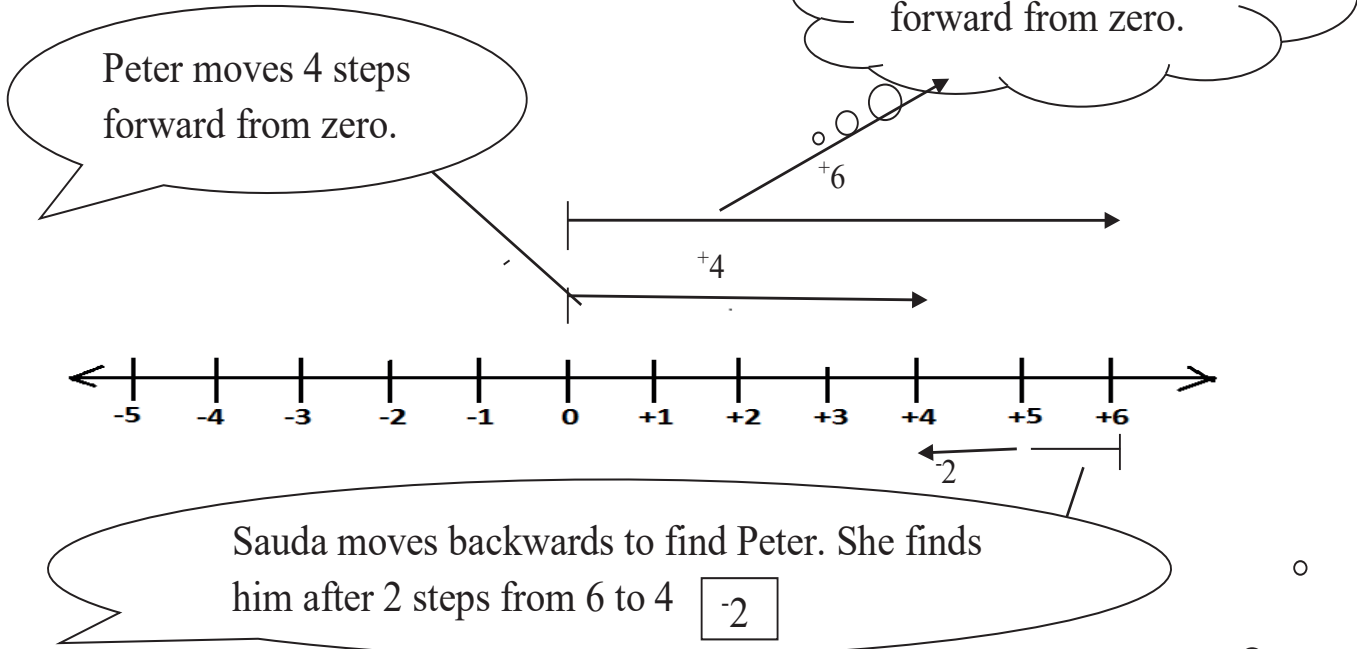 forward from zero.
Peter moves 4 steps
forward from zero.
+6
+4
-5 -4 -3 -2 -1 0 +1 +2 +3 +4 +5 +6
-2
Sauda moves backwards to find Peter. She finds
him after 2 steps from 6 to 4 -2